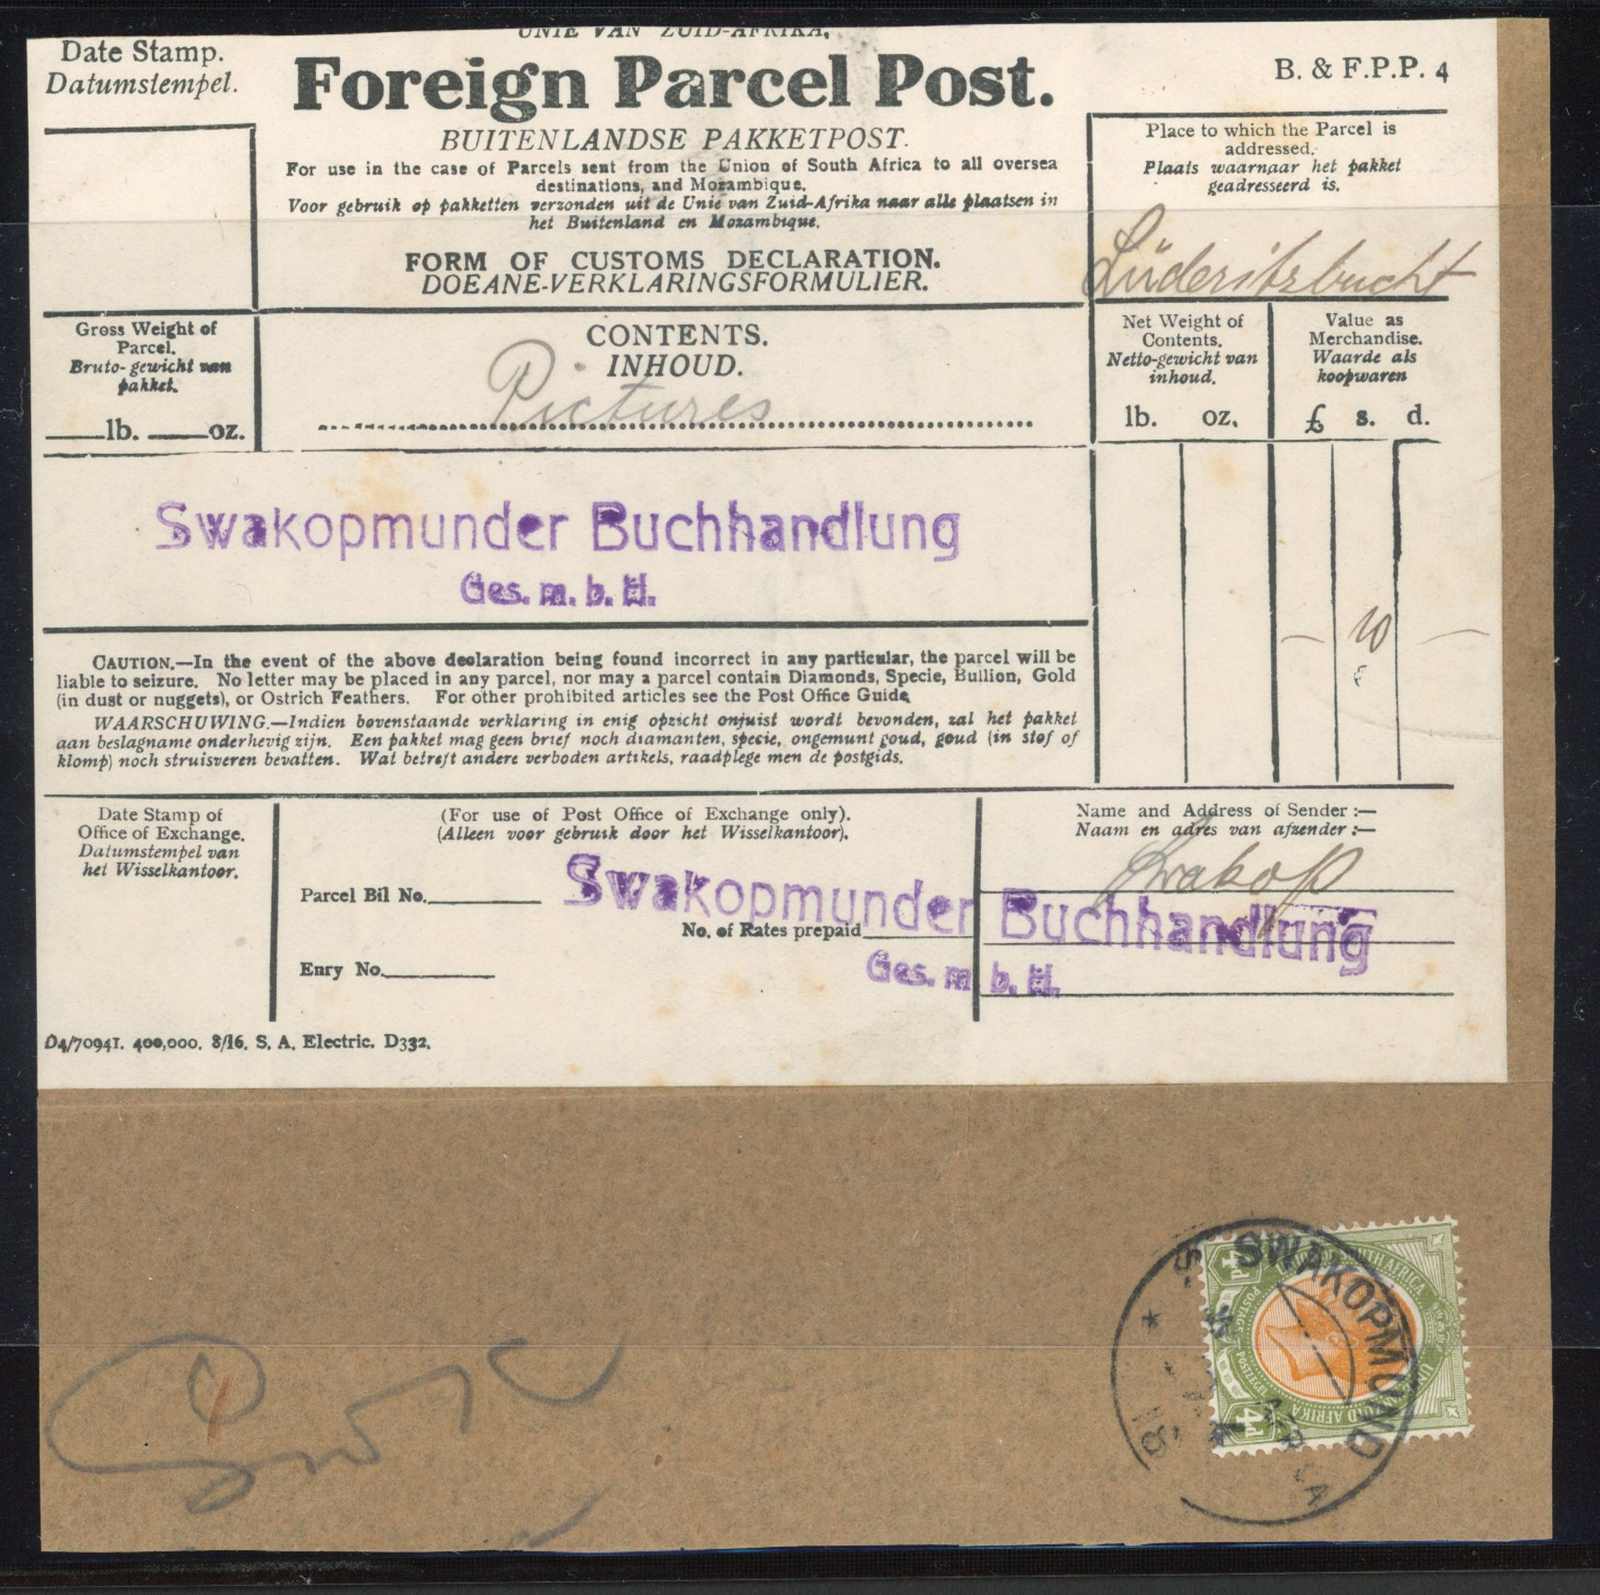 UNIE VAN ZUID-AFRIKA.
Date Stamp.
Datumstempel.
Foreign Parcel Post.
B. & F.P.P. 4
BUITENLANDSE PAKKETPOST.
For use in the case of Parcels sent from the Union of South Africa to all oversea
destinations, and Mozambique.
Voor gebruik op pakketten verzonden uit de Unie van Zuid-Afrika naar alle plaatsen in
het Buitenland en Mozambique.
FORM OF CUSTOMS DECLARATION.
DOEANE-VERKLARINGSFORMULIER.
Place to which the Parcel is
addressed.
Plaats waarnaar het pakket
geadresseerd is.
Lüderitzbucht
Gross Weight of
Parcel.
Bruto-gewicht van
pakket.
lb. oz.
CONTENTS.
INHOUD.
Pictures
Net Weight of
Contents.
Netto-gewicht van
inhoud.
lb. oz.
Value as
Merchandise.
Waarde als
koopwaren
£ s. d.
Swakopmunder Buchhandlung
Ges. m. b. H.
— 10 —
CAUTION.—In the event of the above declaration being found incorrect in any particular, the parcel will be
liable to seizure. No letter may be placed in any parcel, nor may a parcel contain Diamonds, Specie, Bullion, Gold
(in dust or nuggets), or Ostrich Feathers. For other prohibited articles see the Post Office Guide.
WAARSCHUWING.—Indien bovenstaande verklaring in enig opzicht onjuist wordt bevonden, zal het pakket
aan beslagname onderhevig zijn. Een pakket mag geen brief noch diamanten, specie, ongemunt goud, goud (in stof of
klomp) noch struisveren bevatten. Wat betreft andere verboden artikels, raadplege men de postgids.
Date Stamp of
Office of Exchange.
Datumstempel van
het Wisselkantoor.
(For use of Post Office of Exchange only).
(Alleen voor gebruik door het Wisselkantoor).
Parcel Bil No.
No. of Rates prepaid
Enry No.
Name and Address of Sender :—
Naam en adres van afzender :—
Swakop
Swakopmunder Buchhandlung
Ges. m. b. H.
D4/70941. 400,000. 8/16. S. A. Electric. D332.
SWAKOPMUND
4d
POSTAGE
POSTZEGEL
4d